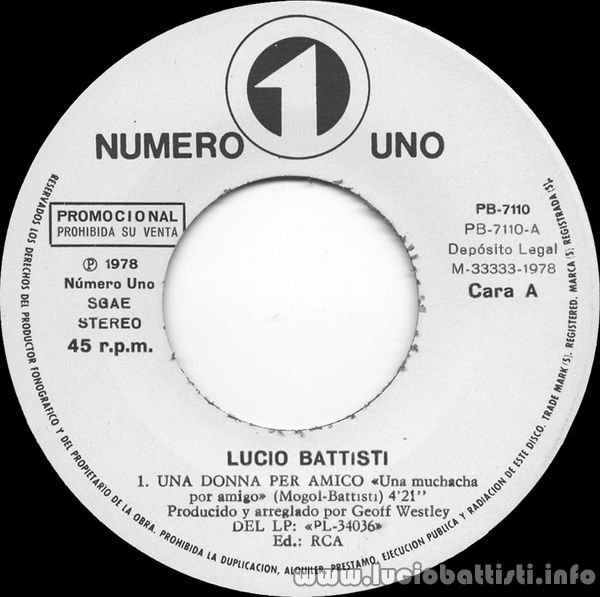 1
NUMERO UNO
PROMOCIONAL
PROHIBIDA SU VENTA
℗ 1978
Número Uno
SGAE
STEREO
45 r.p.m.
PB-7110
PB-7110-A
Depósito Legal
M-33333-1978
Cara A
LUCIO BATTISTI
1. UNA DONNA PER AMICO «Una muchacha
por amigo» (Mogol-Battisti) 4'21"
Producido y arreglado por Geoff Westley
DEL LP: «PL-34036»
Ed.: RCA
RESERVADOS LOS DERECHOS DEL PRODUCTOR FONOGRAFICO Y DEL PROPIETARIO DE LA OBRA. PROHIBIDA LA DUPLICACION, ALQUILER, PRESTAMO, EJECUCION PUBLICA Y RADIACION DE ESTE DISCO. TRADE MARK (S). REGISTERED. MARCA (S) REGISTRADA (S).
www.luciobattisti.info